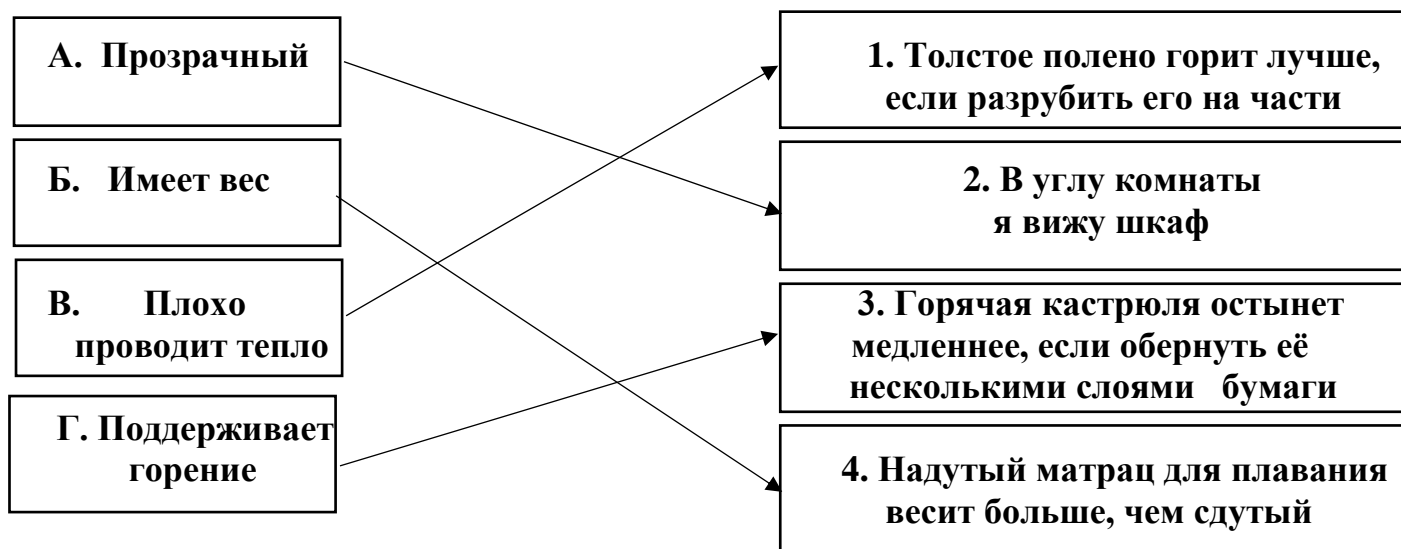 А. Прозрачный
Б. Имеет вес
В. Плохо
проводит тепло
Г. Поддерживает
горение
1. Толстое полено горит лучше,
если разрубить его на части
2. В углу комнаты
я вижу шкаф
3. Горячая кастрюля остынет
медленнее, если обернуть её
несколькими слоями бумаги
4. Надутый матрац для плавания
весит больше, чем сдутый